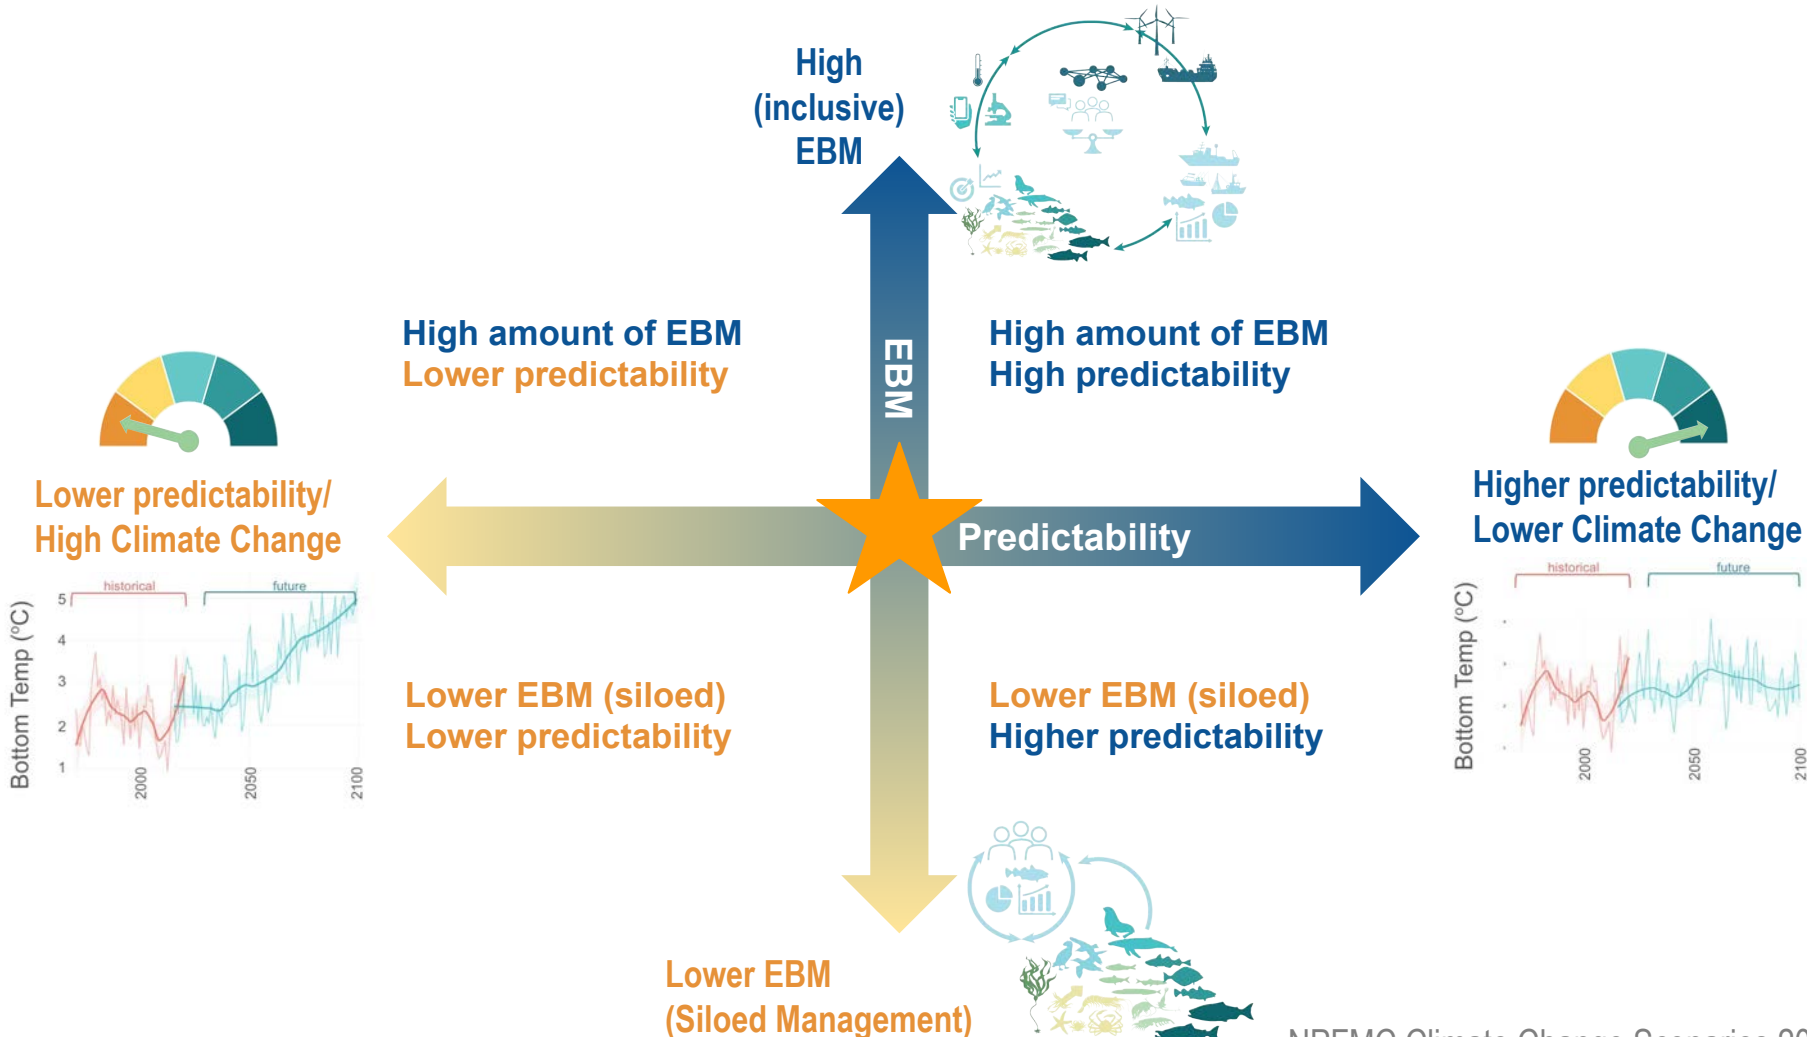 High
(inclusive)
EBM
High amount of EBM
Lower predictability
EBM
High amount of EBM
High predictability
Lower predictability/
High Climate Change
Predictability
Higher predictability/
Lower Climate Change
historical
future
Bottom Temp (°C)
5
4
3
2
1
2000
2050
2100
historical
future
Bottom Temp (°C)
2000
2050
2100
Lower EBM (siloed)
Lower predictability
Lower EBM (siloed)
Higher predictability
Lower EBM
(Siloed Management)
Climate Change Scenarios